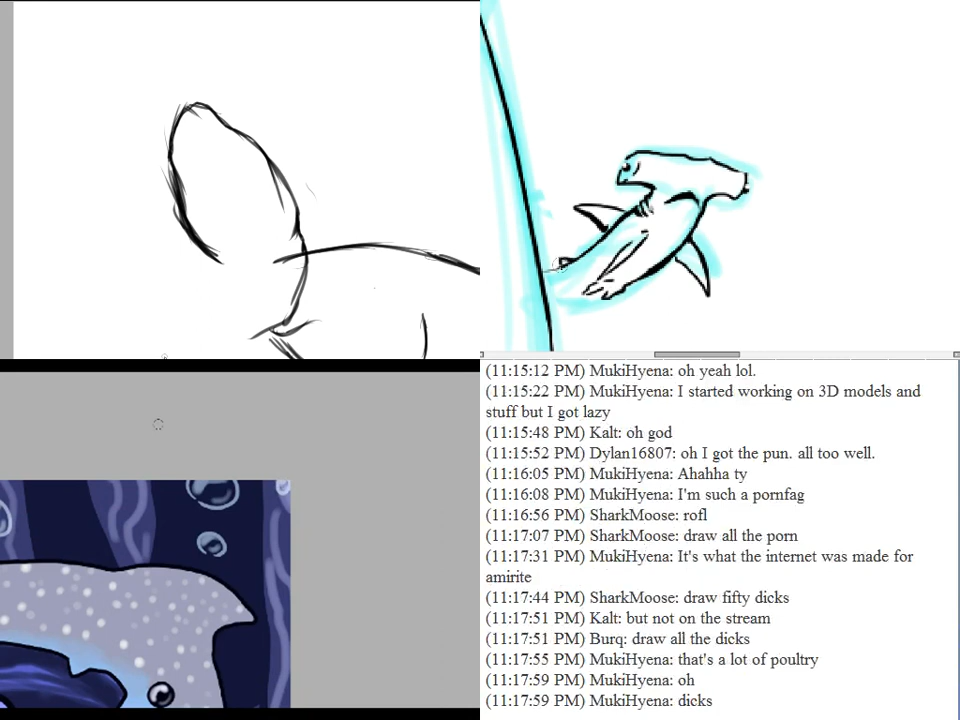 (11:15:12 PM) MukiHyena: oh yeah lol.
(11:15:22 PM) MukiHyena: I started working on 3D models and
stuff but I got lazy
(11:15:48 PM) Kalt: oh god
(11:15:52 PM) Dylan16807: oh I got the pun. all too well.
(11:16:05 PM) MukiHyena: Ahahha ty
(11:16:08 PM) MukiHyena: I'm such a pornfag
(11:16:56 PM) SharkMoose: rofl
(11:17:07 PM) SharkMoose: draw all the porn
(11:17:31 PM) MukiHyena: It's what the internet was made for
amirite
(11:17:44 PM) SharkMoose: draw fifty dicks
(11:17:51 PM) Kalt: but not on the stream
(11:17:51 PM) Burq: draw all the dicks
(11:17:55 PM) MukiHyena: that's a lot of poultry
(11:17:59 PM) MukiHyena: oh
(11:17:59 PM) MukiHyena: dicks